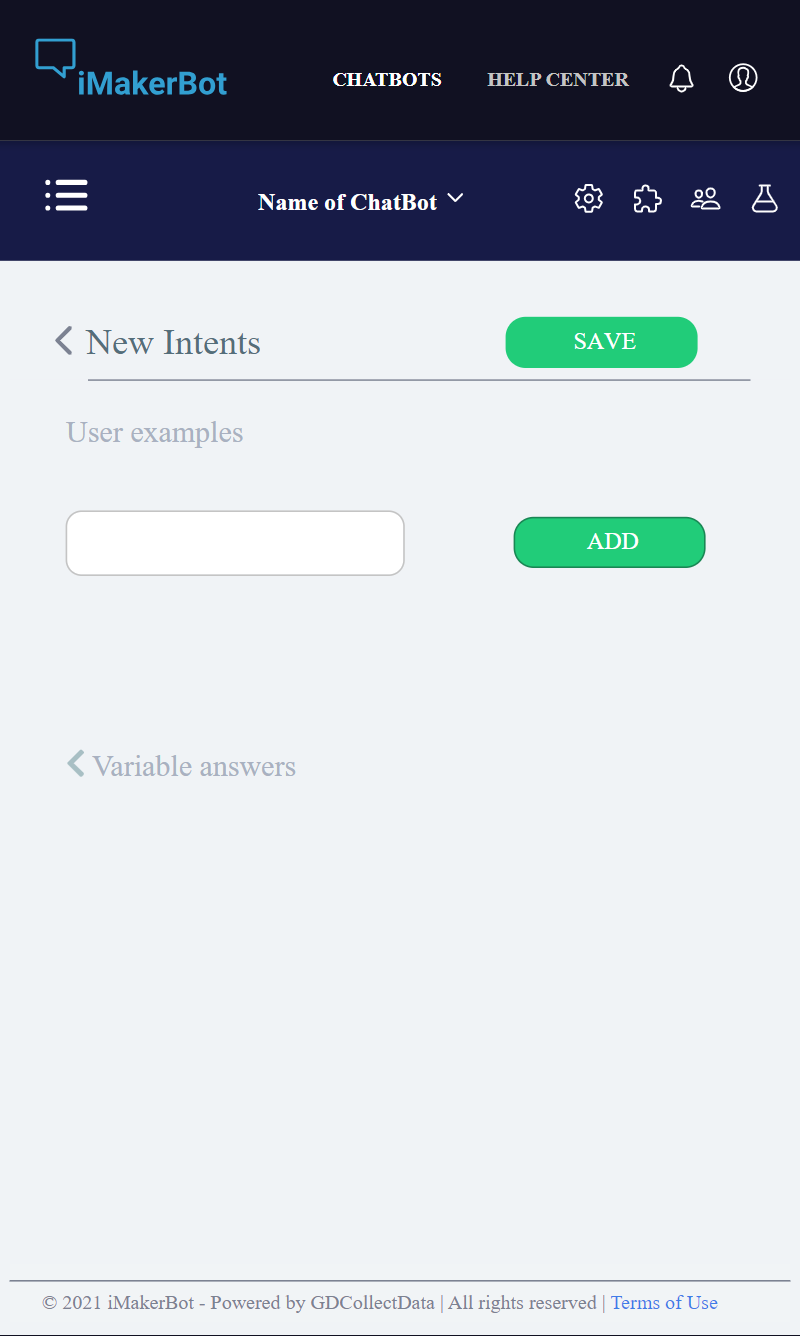 iMakerBot
CHATBOTS
HELP CENTER
Name of ChatBot
New Intents
SAVE
User examples
ADD
Variable answers
© 2021 iMakerBot - Powered by GDCollectData | All rights reserved | Terms of Use